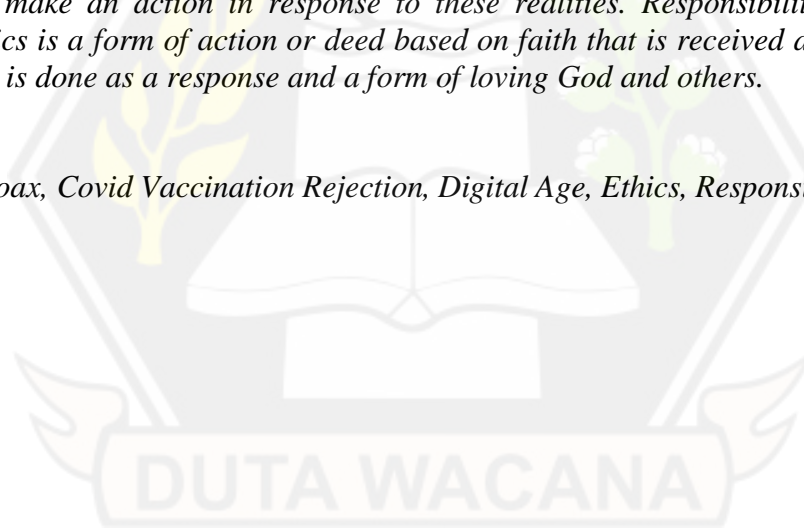 make an action in response to these realities. Responsibili
ics is a form of action or deed based on faith that is received a
is done as a response and a form of loving God and others.
oax, Covid Vaccination Rejection, Digital Age, Ethics, Respons
DUTA WACANA